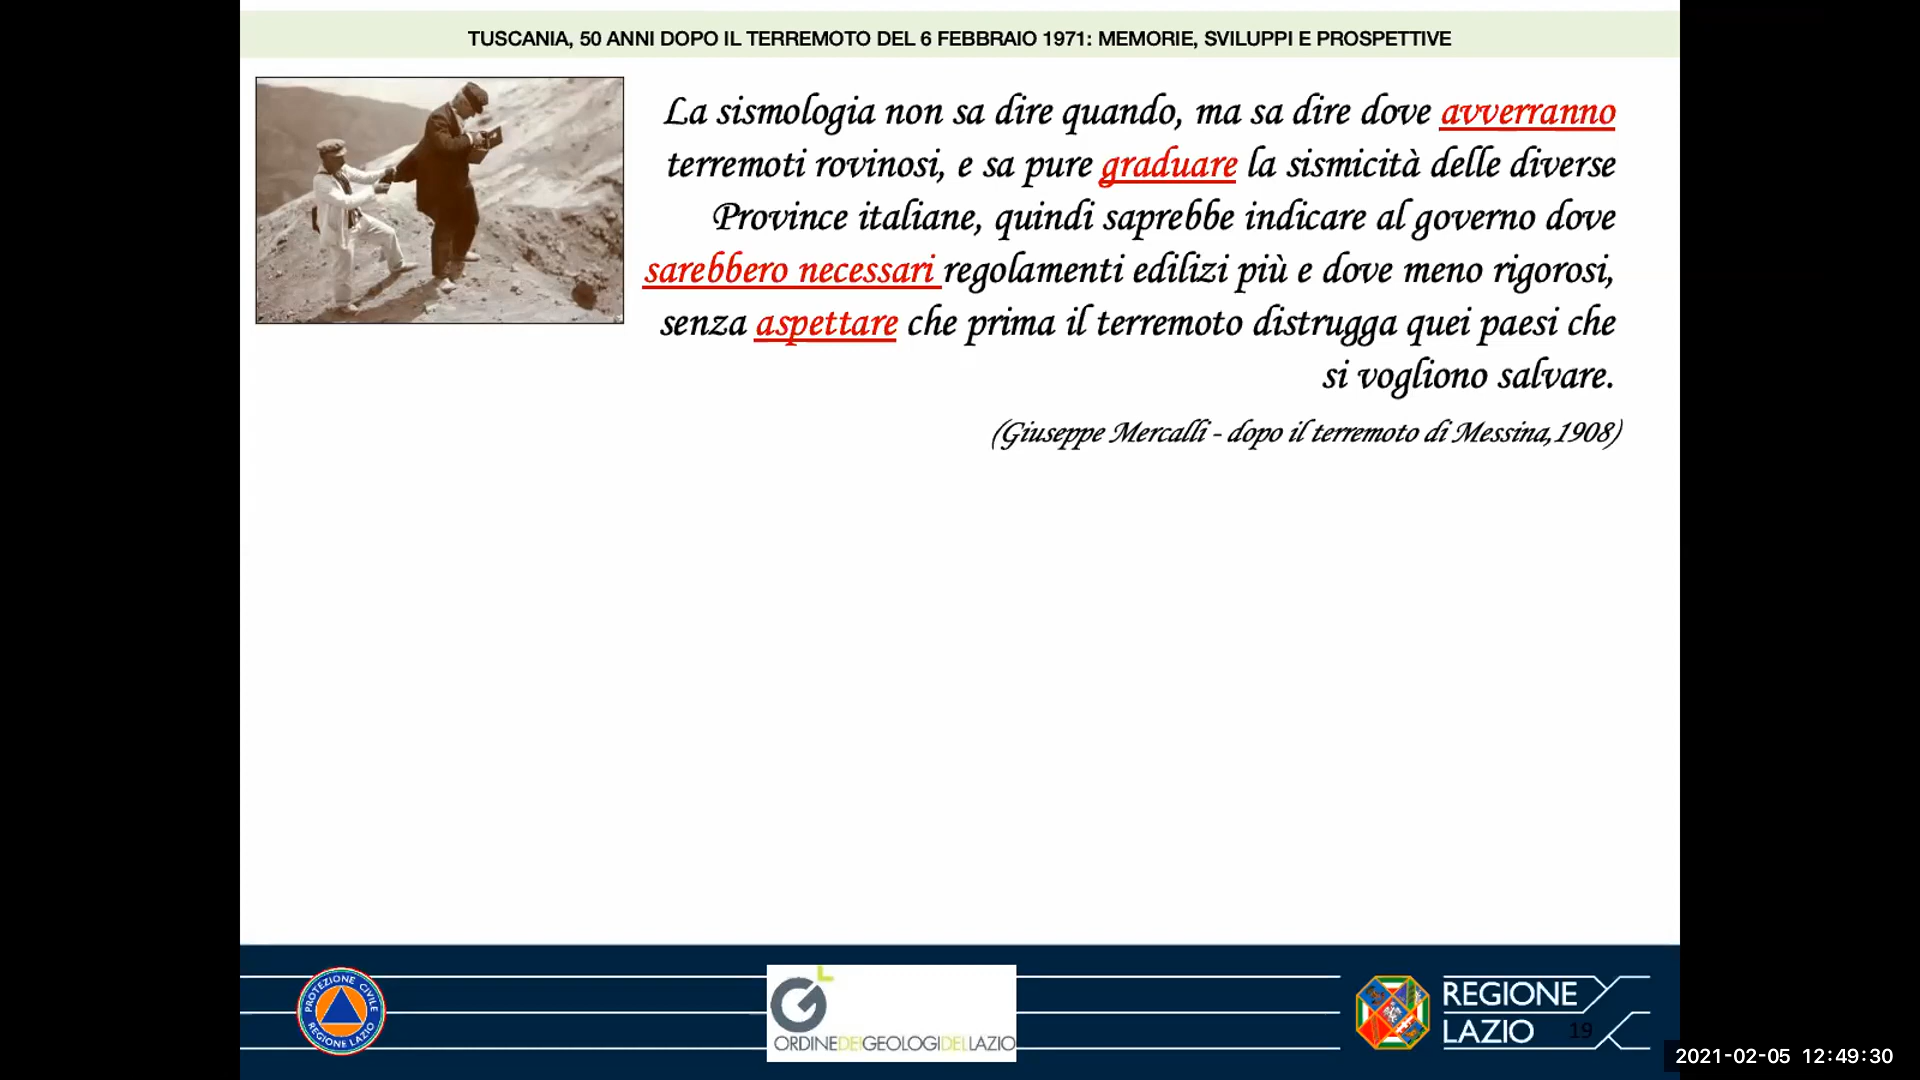 TUSCANIA, 50 ANNI DOPO IL TERREMOTO DEL 6 FEBBRAIO 1971: MEMORIE, SVILUPPI E PROSPETTIVE
La sismologia non sa dire quando, ma sa dire dove avverranno
terremoti rovinosi, e sa pure graduare la sismicità delle diverse
Province italiane, quindi saprebbe indicare al governo dove
sarebbero necessari regolamenti edilizi più e dove meno rigorosi,
senza aspettare che prima il terremoto distrugga quei paesi che
si vogliono salvare.
(Giuseppe Mercalli - dopo il terremoto di Messina,1908)
PROTEZIONE CIVILE
REGIONE LAZIO
ORDINEDEIGEOLOGIDELLAZIO
REGIONE
LAZIO
19
2021-02-05 12:49:30